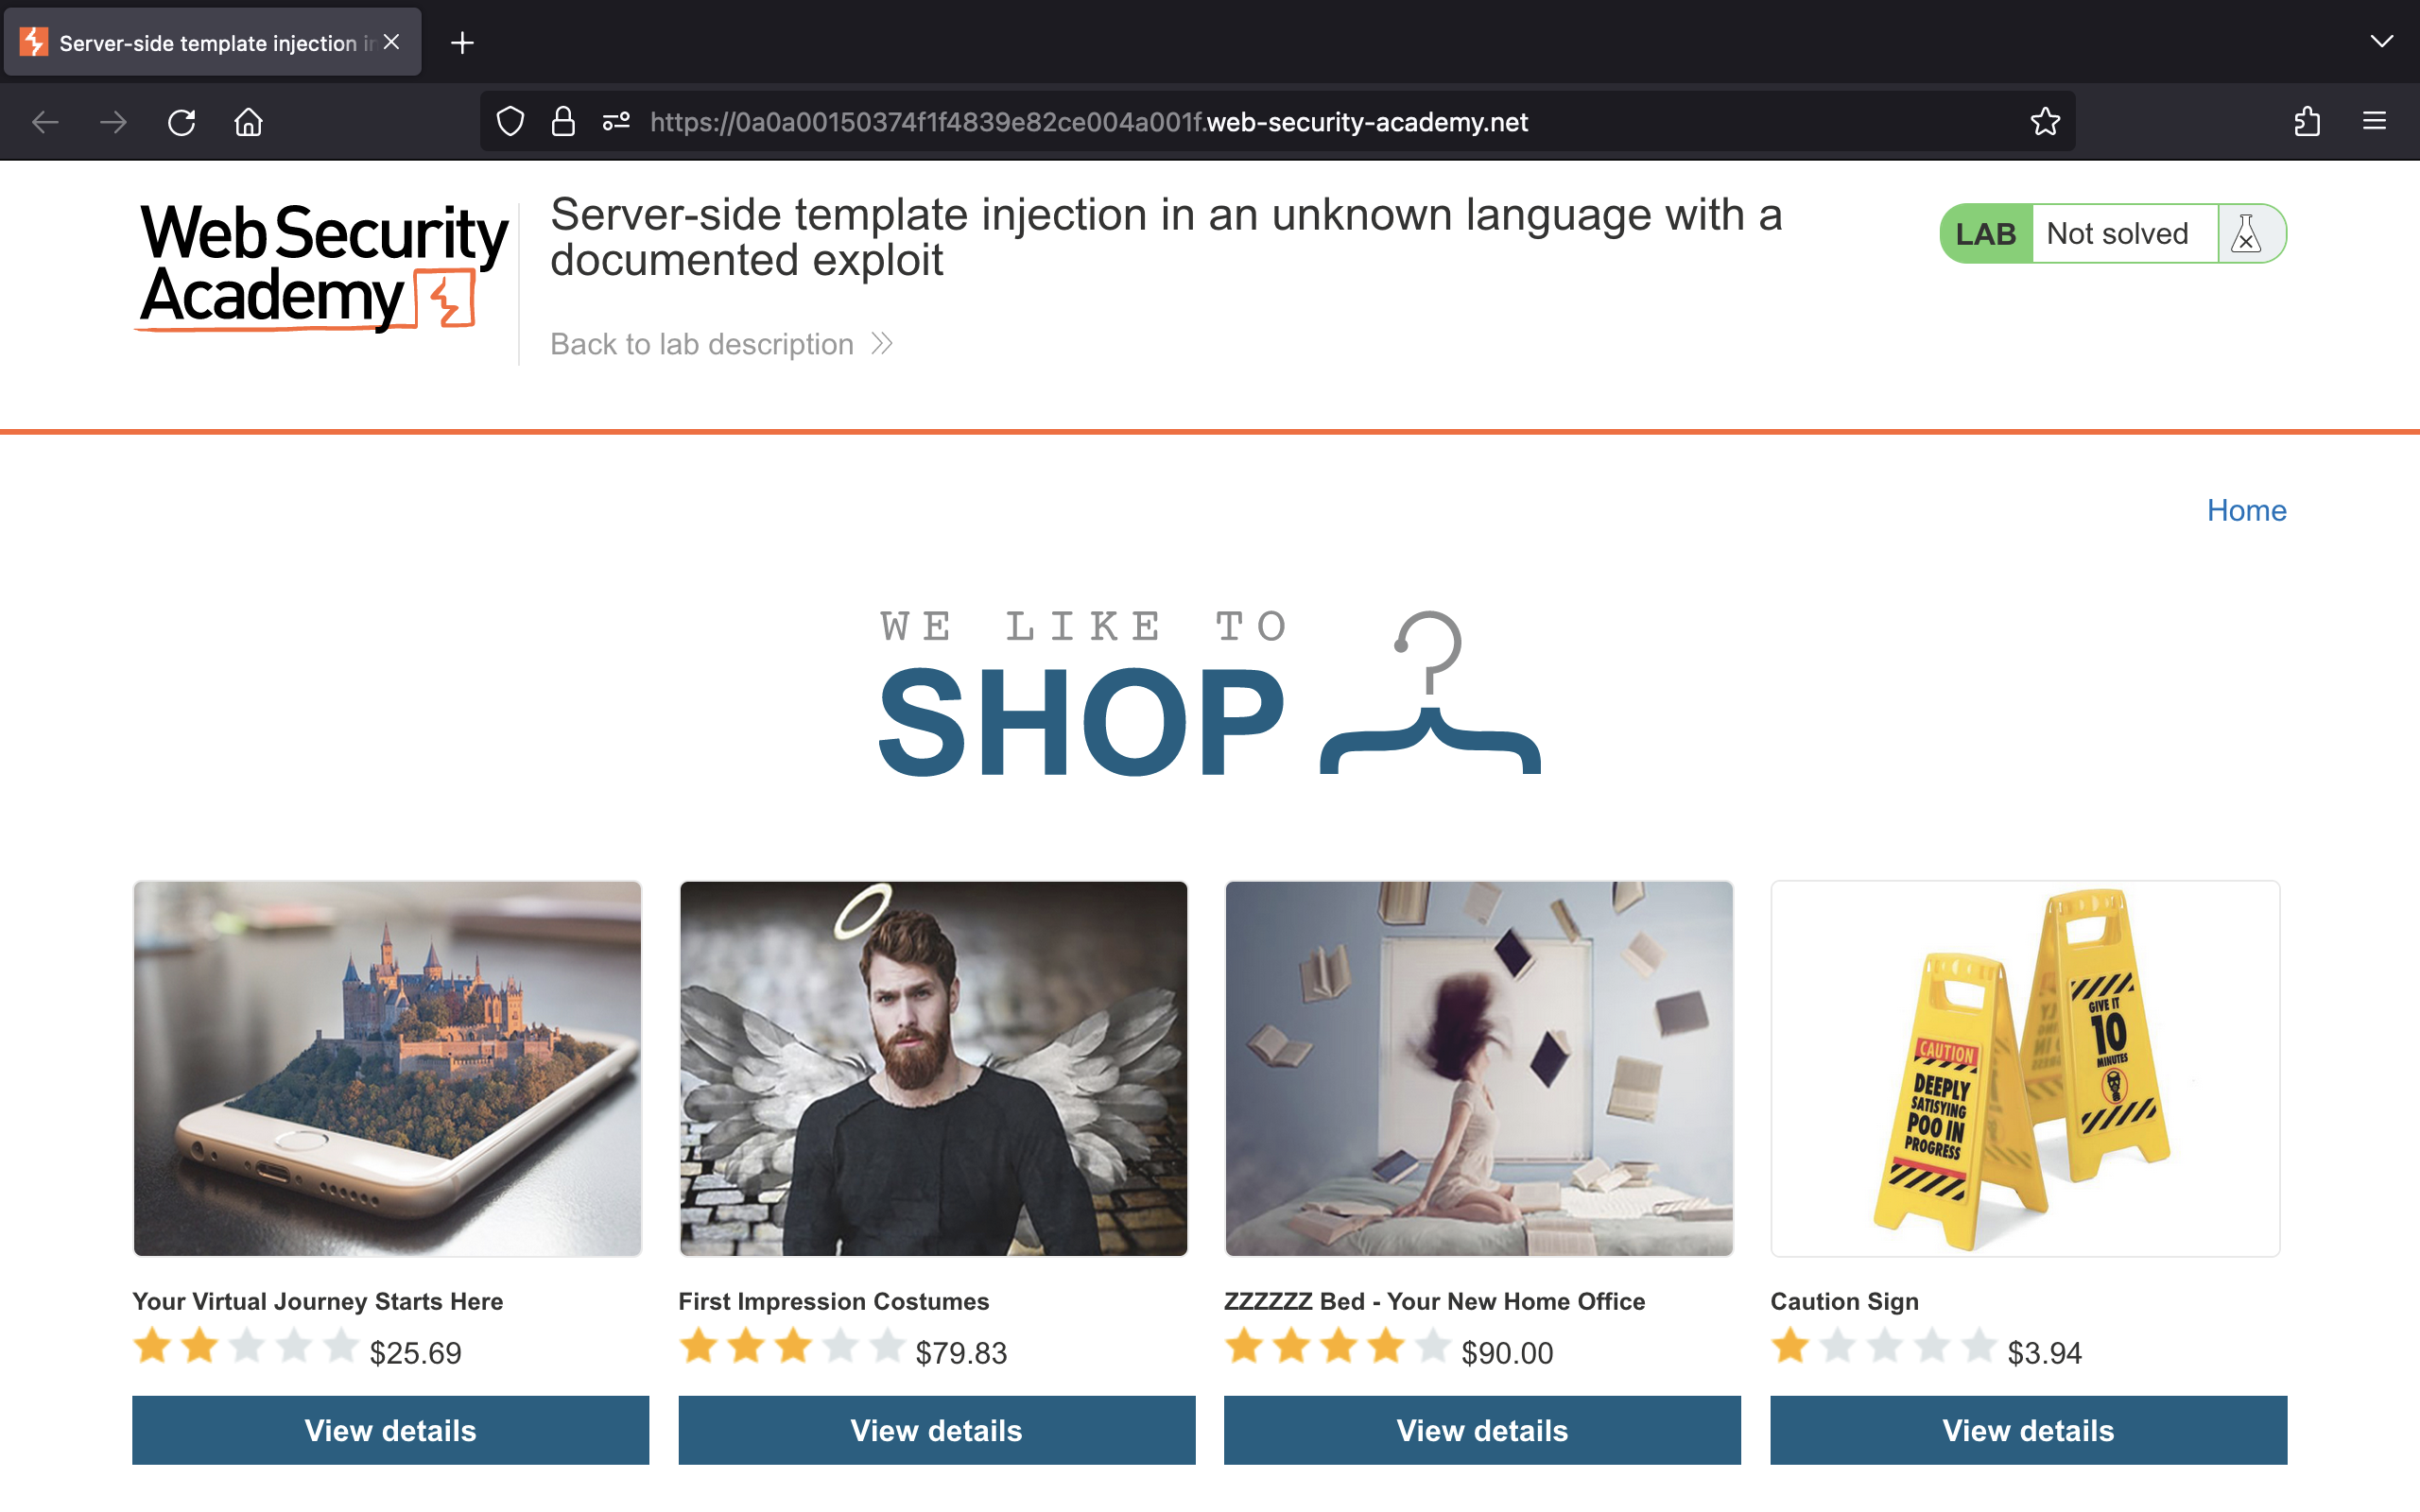 Server-side template injection in
https://0a0a00150374f1f4839e82ce004a001f.web-security-academy.net
Web Security
Academy
Server-side template injection in an unknown language with a
documented exploit
Back to lab description
LAB
Not solved
Home
WE LIKE TO
SHOP
CAUTION
DEEPLY
SATISYING
POO IN
PROGRESS
GIVE IT
10
MINUTES
Your Virtual Journey Starts Here
$25.69
View details
First Impression Costumes
$79.83
View details
ZZZZZZ Bed - Your New Home Office
$90.00
View details
Caution Sign
$3.94
View details